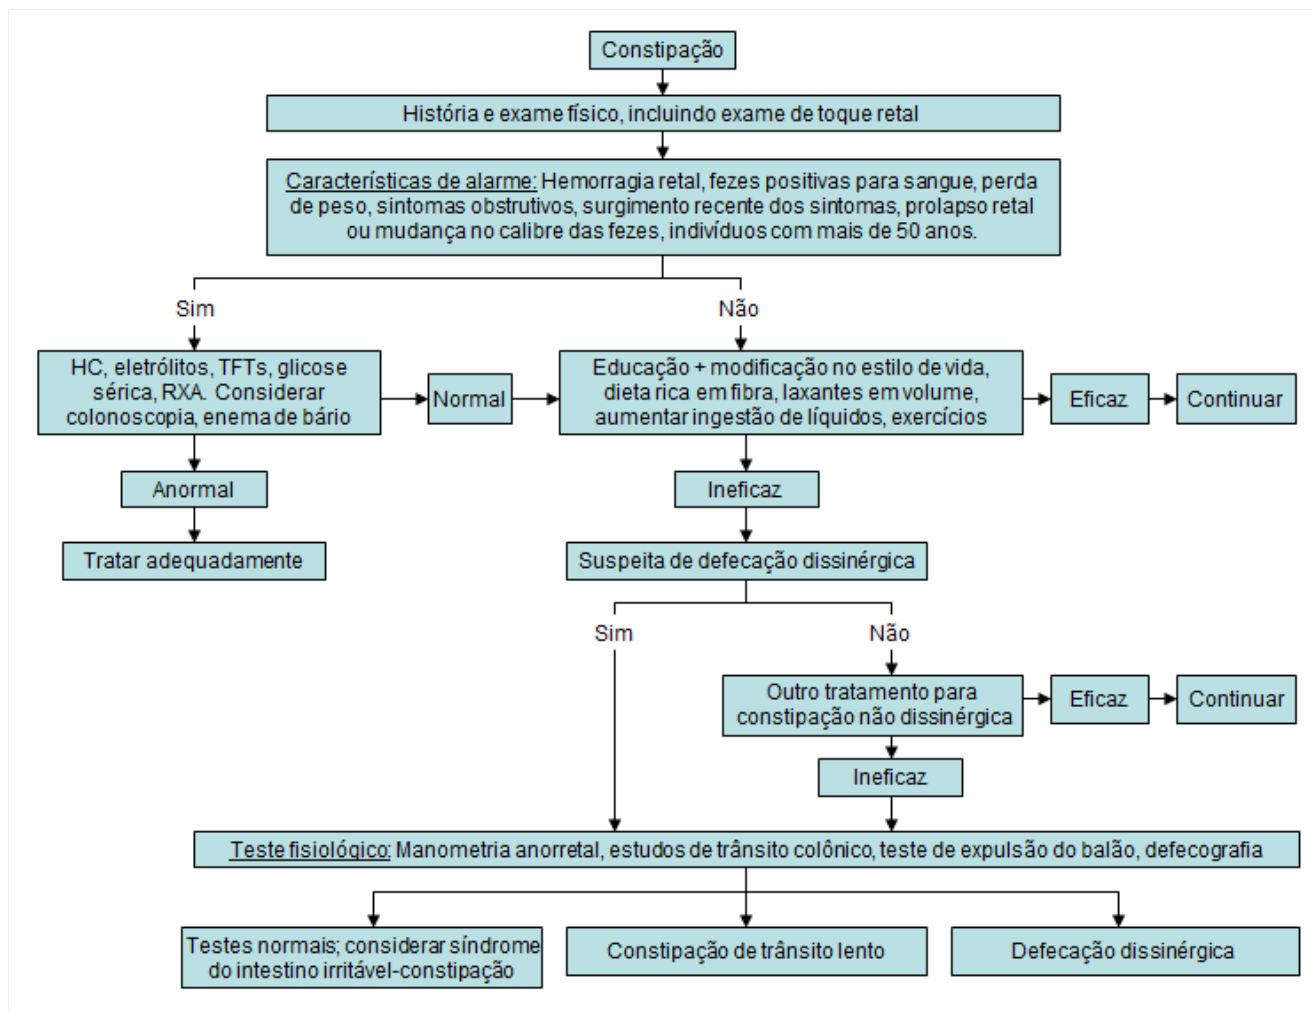 Constipação
História e exame físico, incluindo exame de toque retal
Características de alarme: Hemorragia retal, fezes positivas para sangue, perda
de peso, sintomas obstrutivos, surgimento recente dos sintomas, prolapso retal
ou mudança no calibre das fezes, indivíduos com mais de 50 anos.
Sim
Não
HC, eletrólitos, TFTs, glicose
sérica, RXA. Considerar
colonoscopia, enema de bário
Normal
Educação + modificação no estilo de vida,
dieta rica em fibra, laxantes em volume,
aumentar ingestão de líquidos, exercícios
Eficaz
Continuar
Anormal
Ineficaz
Tratar adequadamente
Suspeita de defecação dissinérgica
Sim
Não
Outro tratamento para
constipação não dissinérgica
Eficaz
Continuar
Ineficaz
Teste fisiológico: Manometria anorretal, estudos de trânsito colônico, teste de expulsão do balão, defecografia
Testes normais; considerar síndrome
do intestino irritável-constipação
Constipação de trânsito lento
Defecação dissinérgica